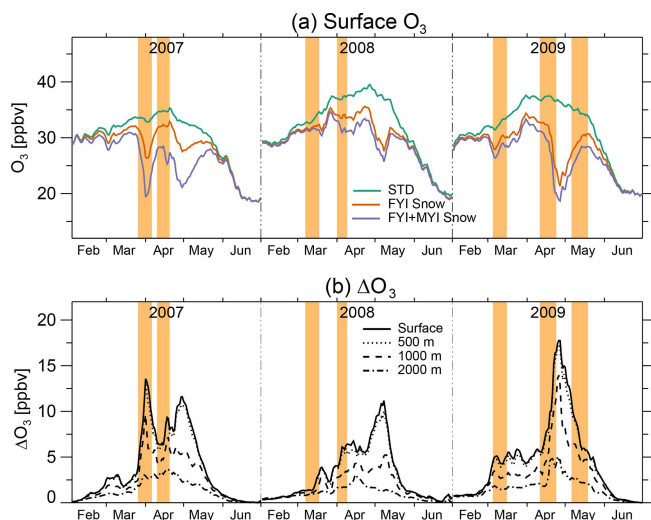 (a) Surface O₃
2007 2008 2009
40
30
20
O₃ [ppbv]
STD
FYI Snow
FYI+MYI Snow
Feb Mar Apr May Jun Feb Mar Apr May Jun Feb Mar Apr May Jun
(b) ΔO₃
2007 2008 2009
20
15
10
5
0
ΔO₃ [ppbv]
Surface
500 m
1000 m
2000 m
Feb Mar Apr May Jun Feb Mar Apr May Jun Feb Mar Apr May Jun